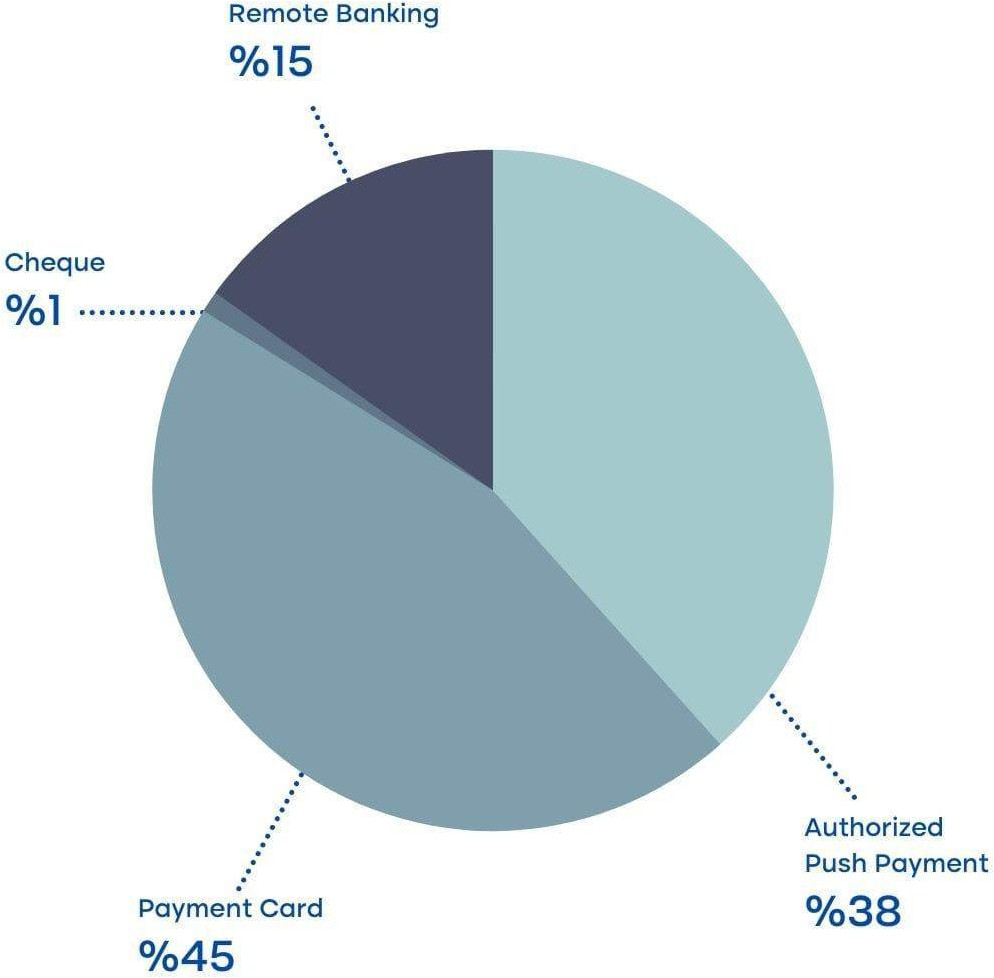 Remote Banking
%15
Cheque
%1
Authorized
Push Payment
%38
Payment Card
%45